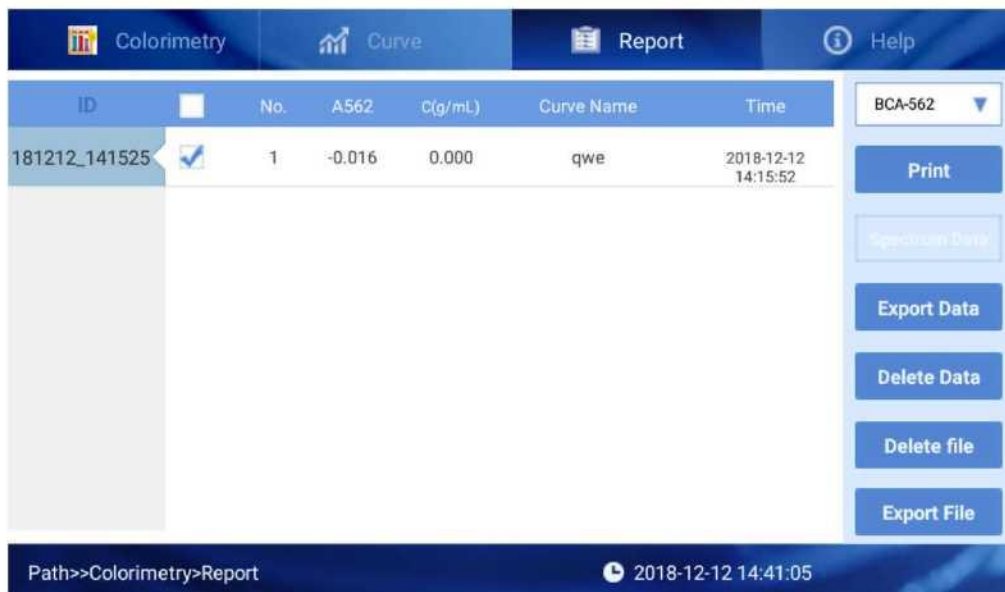 Colorimetry Curve Report Help
ID No. A562 C(g/mL) Curve Name Time
BCA-562
181212_141525 1 -0.016 0.000 qwe 2018-12-12
14:15:52
Print
Spectrum Data
Export Data
Delete Data
Delete file
Export File
Path>>Colorimetry>Report 2018-12-12 14:41:05